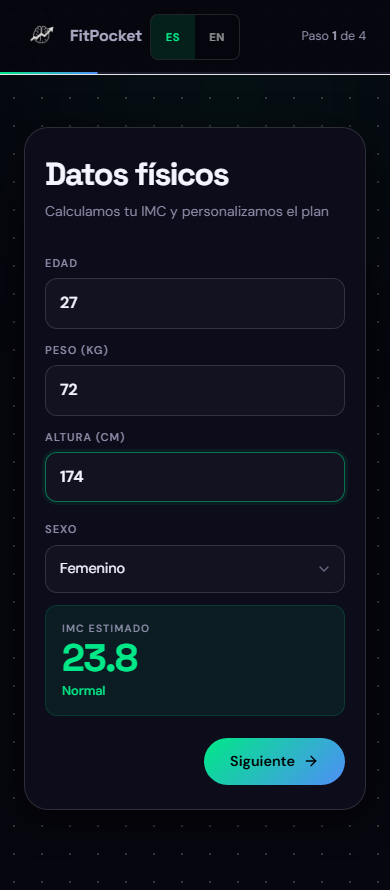 FitPocket ES EN Paso 1 de 4
Datos físicos
Calculamos tu IMC y personalizamos el plan
EDAD
27
PESO (KG)
72
ALTURA (CM)
174
SEXO
Femenino
IMC ESTIMADO
23.8
Normal
Siguiente →